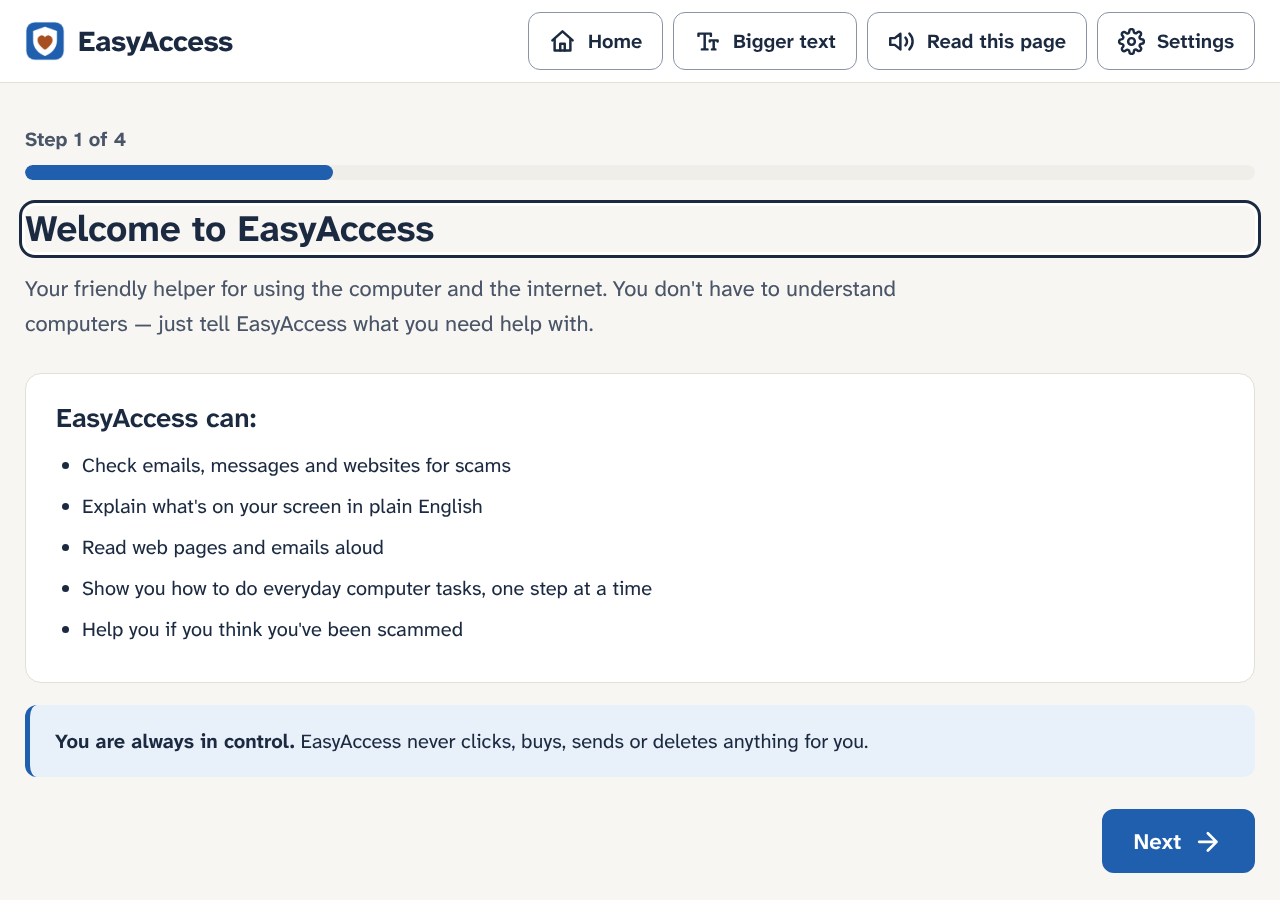 EasyAccess
Home
Bigger text
Read this page
Settings
Step 1 of 4
Welcome to EasyAccess
Your friendly helper for using the computer and the internet. You don't have to understand
computers — just tell EasyAccess what you need help with.
EasyAccess can:
Check emails, messages and websites for scams
Explain what's on your screen in plain English
Read web pages and emails aloud
Show you how to do everyday computer tasks, one step at a time
Help you if you think you've been scammed
You are always in control. EasyAccess never clicks, buys, sends or deletes anything for you.
Next